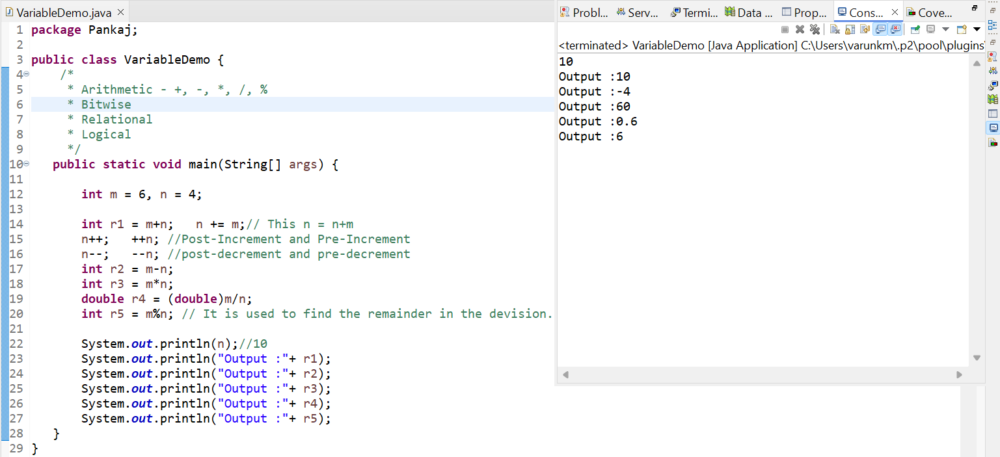 VariableDemo.java
1 package Pankaj;
2
3 public class VariableDemo {
4 /*
5 * Arithmetic - +, -, *, /, %
6 * Bitwise
7 * Relational
8 * Logical
9 */
10 public static void main(String[] args) {
11
12 int m = 6, n = 4;
13
14 int r1 = m+n; n += m;// This n = n+m
15 n++; ++n; //Post-Increment and Pre-Increment
16 n--; --n; //post-decrement and pre-decrement
17 int r2 = m-n;
18 int r3 = m*n;
19 double r4 = (double)m/n;
20 int r5 = m%n; // It is used to find the remainder in the devision.
21
22 System.out.println(n);//10
23 System.out.println("Output :"+ r1);
24 System.out.println("Output :"+ r2);
25 System.out.println("Output :"+ r3);
26 System.out.println("Output :"+ r4);
27 System.out.println("Output :"+ r5);
28 }
29 }
Probl... Serv... Termi... Data ... Prop... Cons... Cove...
<terminated> VariableDemo [Java Application] C:\Users\varunkm\.p2\pool\plugins\
10
Output :10
Output :-4
Output :60
Output :0.6
Output :6